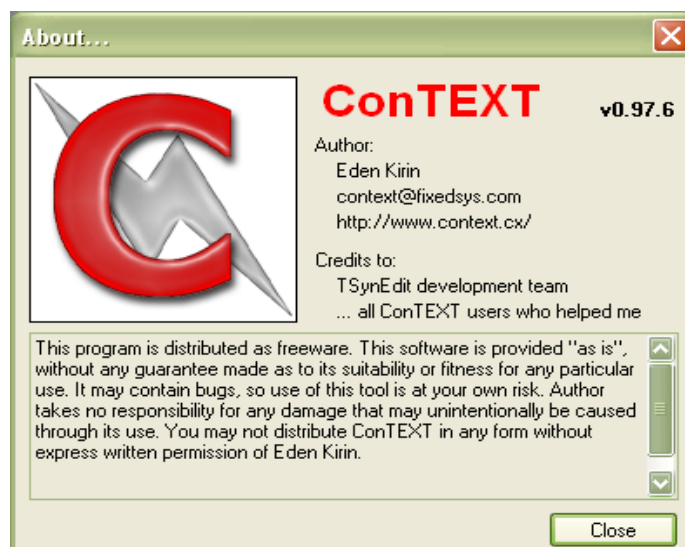 About...
ConTEXT v0.97.6
Author:
Eden Kirin
context@fixedsys.com
http://www.context.cx/
Credits to:
TSynEdit development team
... all ConTEXT users who helped me
This program is distributed as freeware. This software is provided "as is",
without any guarantee made as to its suitability or fitness for any particular
use. It may contain bugs, so use of this tool is at your own risk. Author
takes no responsibility for any damage that may unintentionally be caused
through its use. You may not distribute ConTEXT in any form without
express written permission of Eden Kirin.
Close